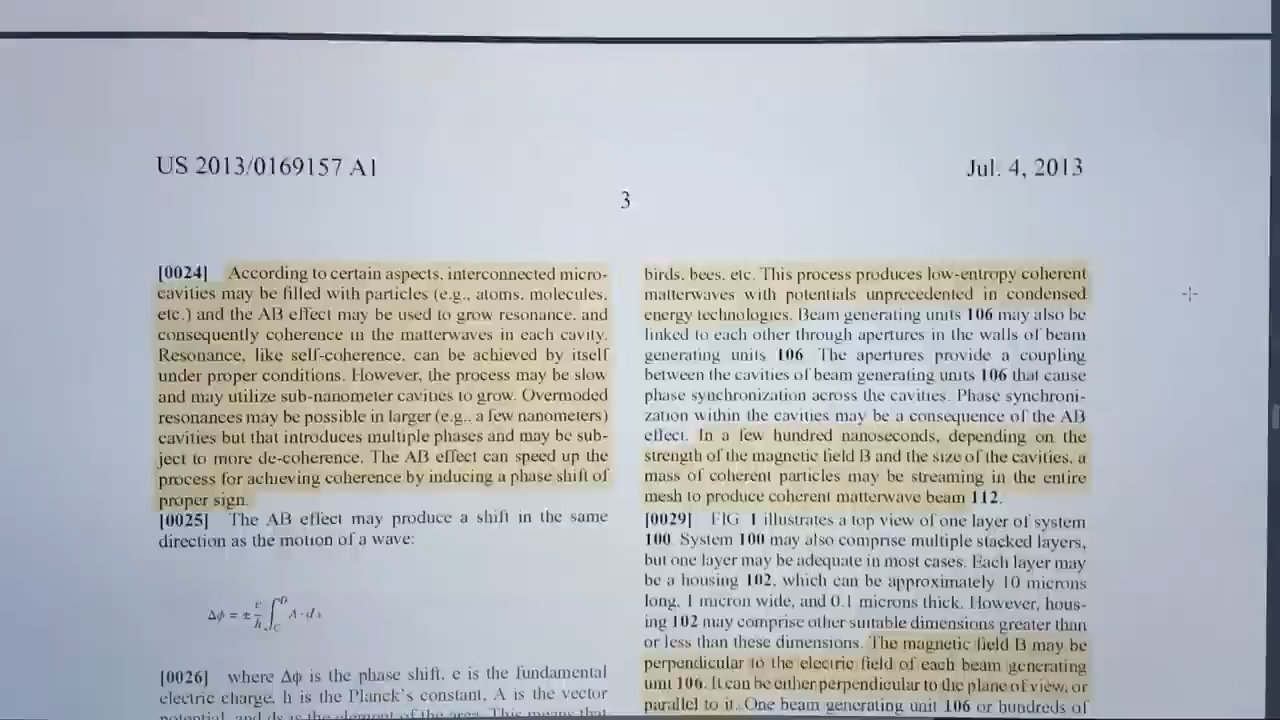 US 2013/0169157 A1
Jul. 4, 2013
3
[0024] According to certain aspects, interconnected micro-
cavities may be filled with particles (e.g., atoms, molecules,
etc.) and the AB effect may be used to grow resonance, and
consequently coherence in the matterwaves in each cavity.
Resonance, like self-coherence, can be achieved by itself
under proper conditions. However, the process may be slow
and may utilize sub-nanometer cavities to grow. Overmoded
resonances may be possible in larger (e.g., a few nanometers)
cavities but that introduces multiple phases and may be sub-
ject to more de-coherence. The AB effect can speed up the
process for achieving coherence by inducing a phase shift of
proper sign.
[0025] The AB effect may produce a shift in the same
direction as the motion of a wave:
Δϕ = ± e/h ∫_C^D A · ds
[0026] where Δϕ is the phase shift, e is the fundamental
electric charge, h is the Planck's constant, A is the vector
potential, and ds is the element of the area. This means that
birds, bees, etc. This process produces low-entropy coherent
matterwaves with potentials unprecedented in condensed
energy technologies. Beam generating units 106 may also be
linked to each other through apertures in the walls of beam
generating units 106. The apertures provide a coupling
between the cavities of beam generating units 106 that cause
phase synchronization across the cavities. Phase synchroni-
zation within the cavities may be a consequence of the AB
effect. In a few hundred nanoseconds, depending on the
strength of the magnetic field B and the size of the cavities, a
mass of coherent particles may be streaming in the entire
mesh to produce coherent matterwave beam 112.
[0029] FIG. 1 illustrates a top view of one layer of system
100. System 100 may also comprise multiple stacked layers,
but one layer may be adequate in most cases. Each layer may
be a housing 102, which can be approximately 10 microns
long, 1 micron wide, and 0.1 microns thick. However, hous-
ing 102 may comprise other suitable dimensions greater than
or less than these dimensions. The magnetic field B may be
perpendicular to the electric field of each beam generating
unit 106. It can be either perpendicular to the plane of view, or
parallel to it. One beam generating unit 106 or hundreds of